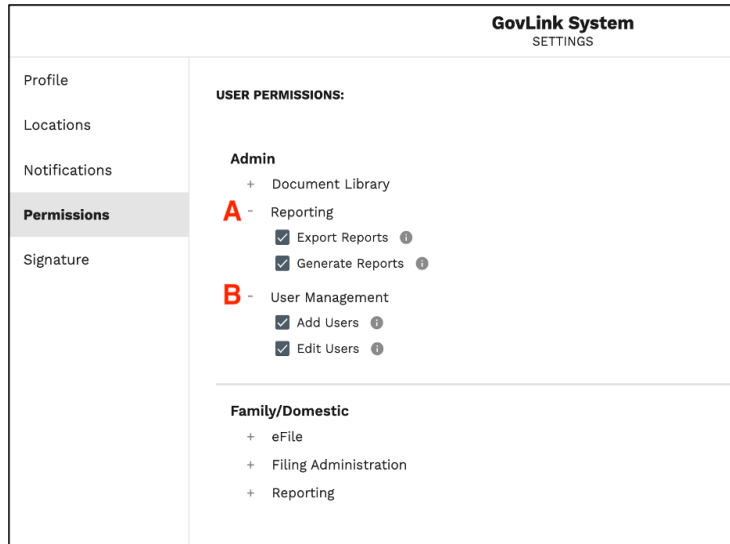 GovLink System
SETTINGS
Profile
Locations
Notifications
Permissions
Signature
USER PERMISSIONS:
Admin
+ Document Library
A - Reporting
Export Reports
Generate Reports
B - User Management
Add Users
Edit Users
Family/Domestic
+ eFile
+ Filing Administration
+ Reporting